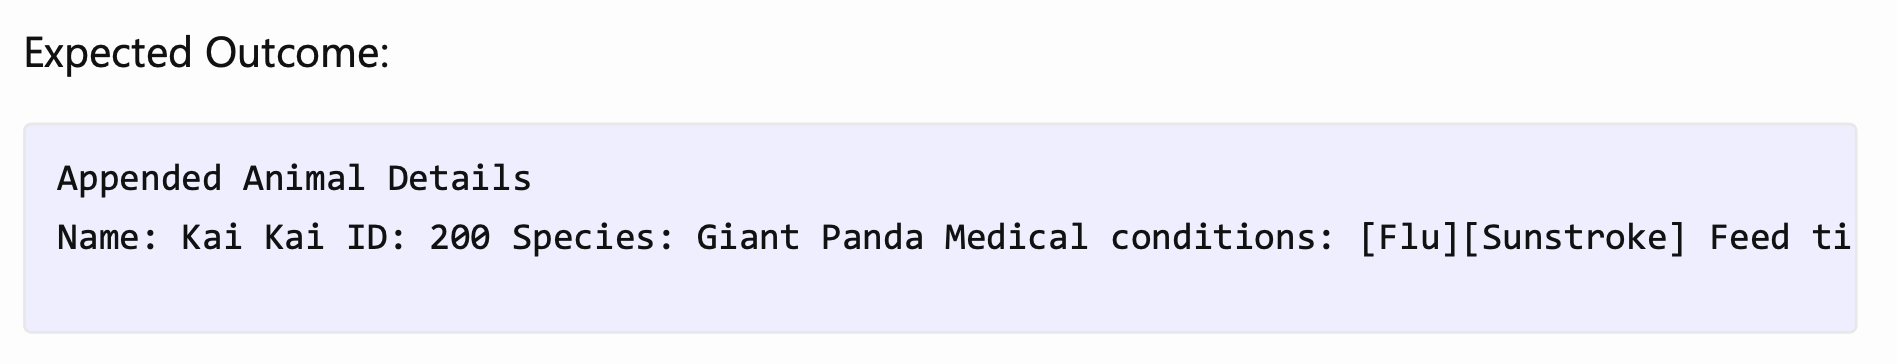 Expected Outcome:
Appended Animal Details
Name: Kai Kai ID: 200 Species: Giant Panda Medical conditions: [Flu][Sunstroke] Feed ti